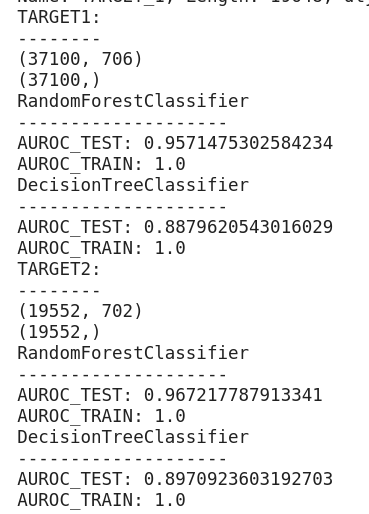 TARGET1:
--------
(37100, 706)
(37100,)
RandomForestClassifier
--------------------
AUROC_TEST: 0.9571475302584234
AUROC_TRAIN: 1.0
DecisionTreeClassifier
--------------------
AUROC_TEST: 0.8879620543016029
AUROC_TRAIN: 1.0
TARGET2:
--------
(19552, 702)
(19552,)
RandomForestClassifier
--------------------
AUROC_TEST: 0.967217787913341
AUROC_TRAIN: 1.0
DecisionTreeClassifier
--------------------
AUROC_TEST: 0.8970923603192703
AUROC_TRAIN: 1.0